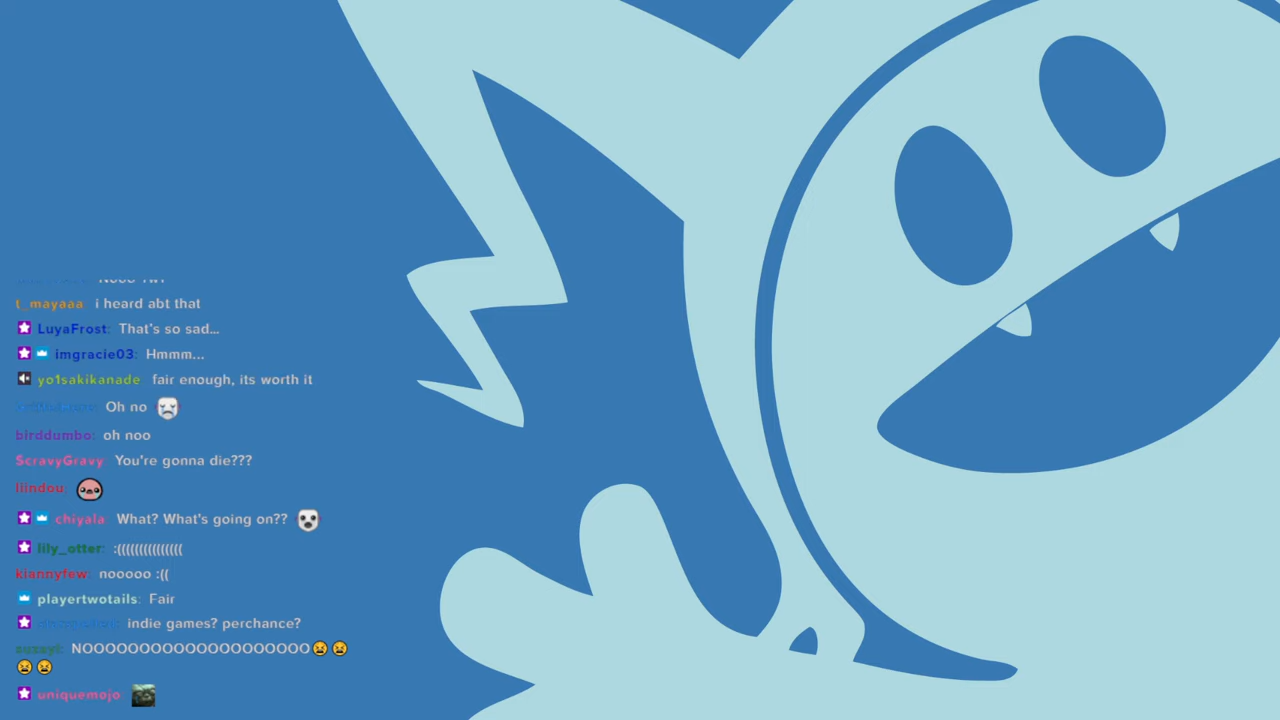 t_mayaaa i heard abt that
LuyaFrost: That's so sad...
imgracie03: Hmmm...
yo1sakikanade: fair enough, its worth it
Oh no
birddumbo: oh noo
ScravyGravy: You're gonna die???
liindou:
chiyala: What? What's going on??
lily_otter: :(((((((((((((((
kiannyfew: nooooo :((
playertwotails: Fair
indie games? perchance?
NOOOOOOOOOOOOOOOOOOOO
uniquemojo: